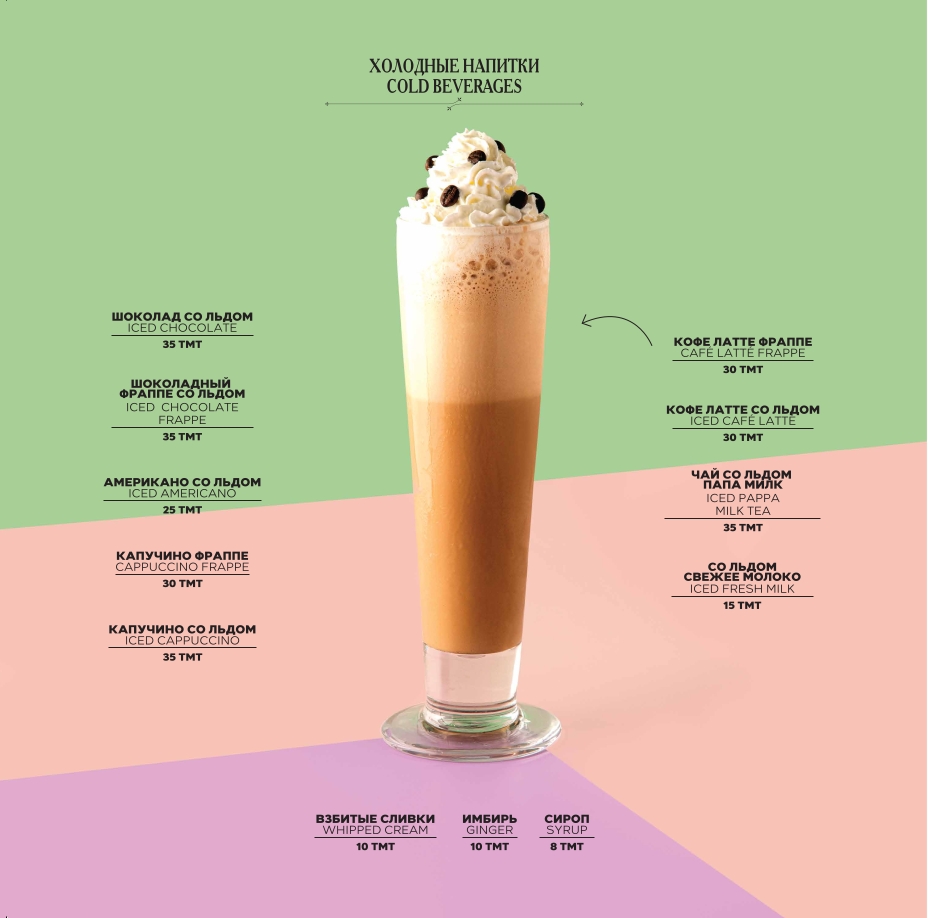 ХОЛОДНЫЕ НАПИТКИ
COLD BEVERAGES
ШОКОЛАД СО ЛЬДОМ
ICED CHOCOLATE
35 TMT
ШОКОЛАДНЫЙ
ФРАППЕ СО ЛЬДОМ
ICED CHOCOLATE
FRAPPE
35 TMT
АМЕРИКАНО СО ЛЬДОМ
ICED AMERICANO
25 TMT
КАПУЧИНО ФРАППЕ
CAPPUCCINO FRAPPE
30 TMT
КАПУЧИНО СО ЛЬДОМ
ICED CAPPUCCINO
35 TMT
КОФЕ ЛАТТЕ ФРАППЕ
CAFÉ LATTÉ FRAPPE
30 TMT
КОФЕ ЛАТТЕ СО ЛЬДОМ
ICED CAFÉ LATTÉ
30 TMT
ЧАЙ СО ЛЬДОМ
ПАПА МИЛК
ICED PAPPA
MILK TEA
35 TMT
СО ЛЬДОМ
СВЕЖЕЕ МОЛОКО
ICED FRESH MILK
15 TMT
ВЗБИТЫЕ СЛИВКИ
WHIPPED CREAM
10 TMT
ИМБИРЬ
GINGER
10 TMT
СИРОП
SYRUP
8 TMT